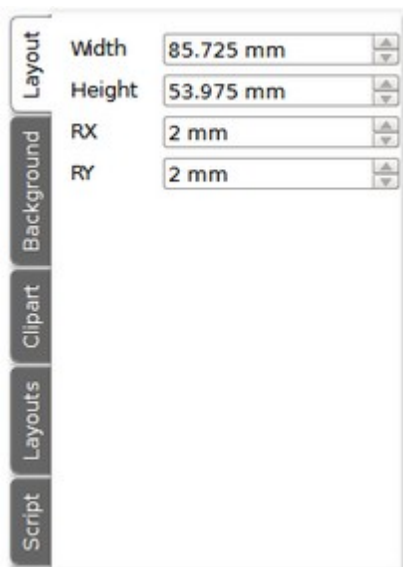 Layout
Background
Clipart
Layouts
Script
Width 85.725 mm
Height 53.975 mm
RX 2 mm
RY 2 mm